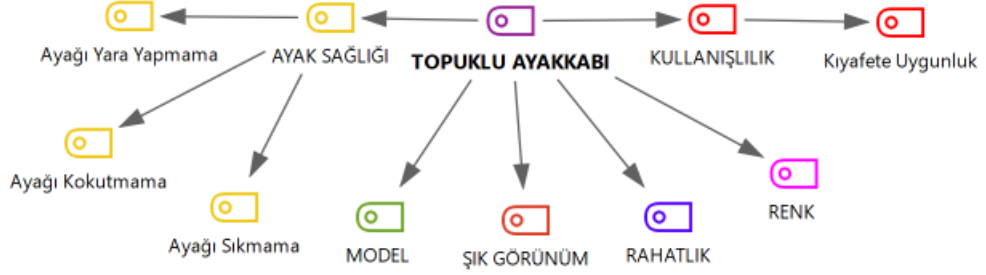 Ayağı Yara Yapmama
AYAK SAĞLIĞI
TOPUKLU AYAKKABI
KULLANIŞLILIK
Kıyafete Uygunluk
Ayağı Kokutmama
Ayağı Sıkmama
MODEL
ŞIK GÖRÜNÜM
RAHATLIK
RENK